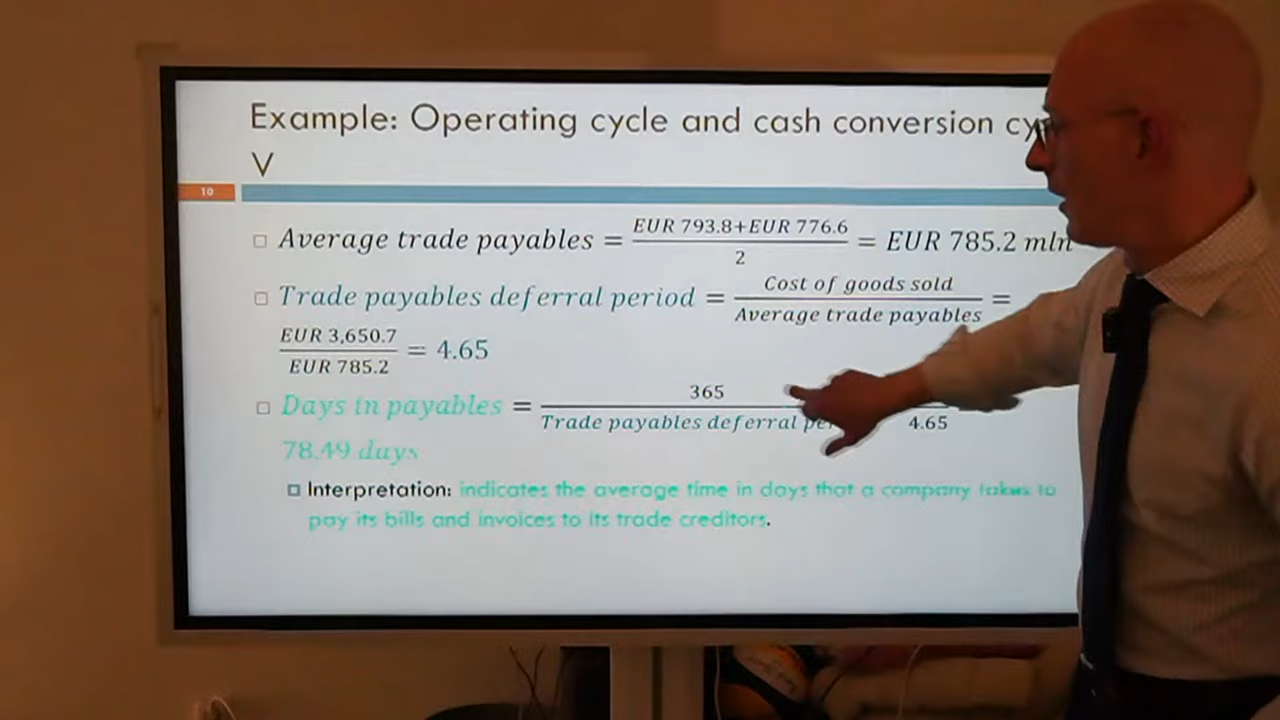 Example: Operating cycle and cash conversion cy
V
10
□ Average trade payables = EUR 793.8+EUR 776.6 / 2 = EUR 785.2 mln
□ Trade payables deferral period = Cost of goods sold / Average trade payables =
EUR 3,650.7 / EUR 785.2 = 4.65
□ Days in payables = 365 / Trade payables deferral 4.65
78.49 days
□ Interpretation: indicates the average time in days that a company takes to
pay its bills and invoices to its trade creditors.